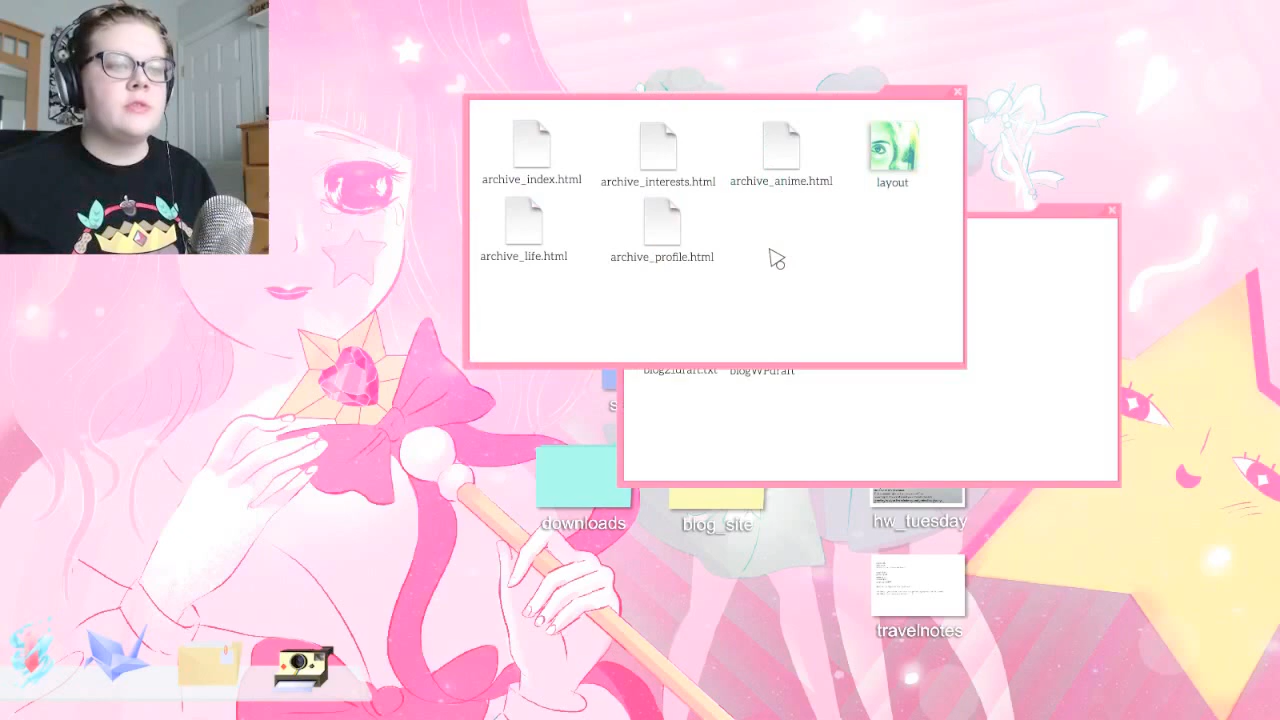 archive_index.html
archive_interests.html
archive_anime.html
layout
archive_life.html
archive_profile.html
downloads
blog_site
hw_tuesday
travelnotes